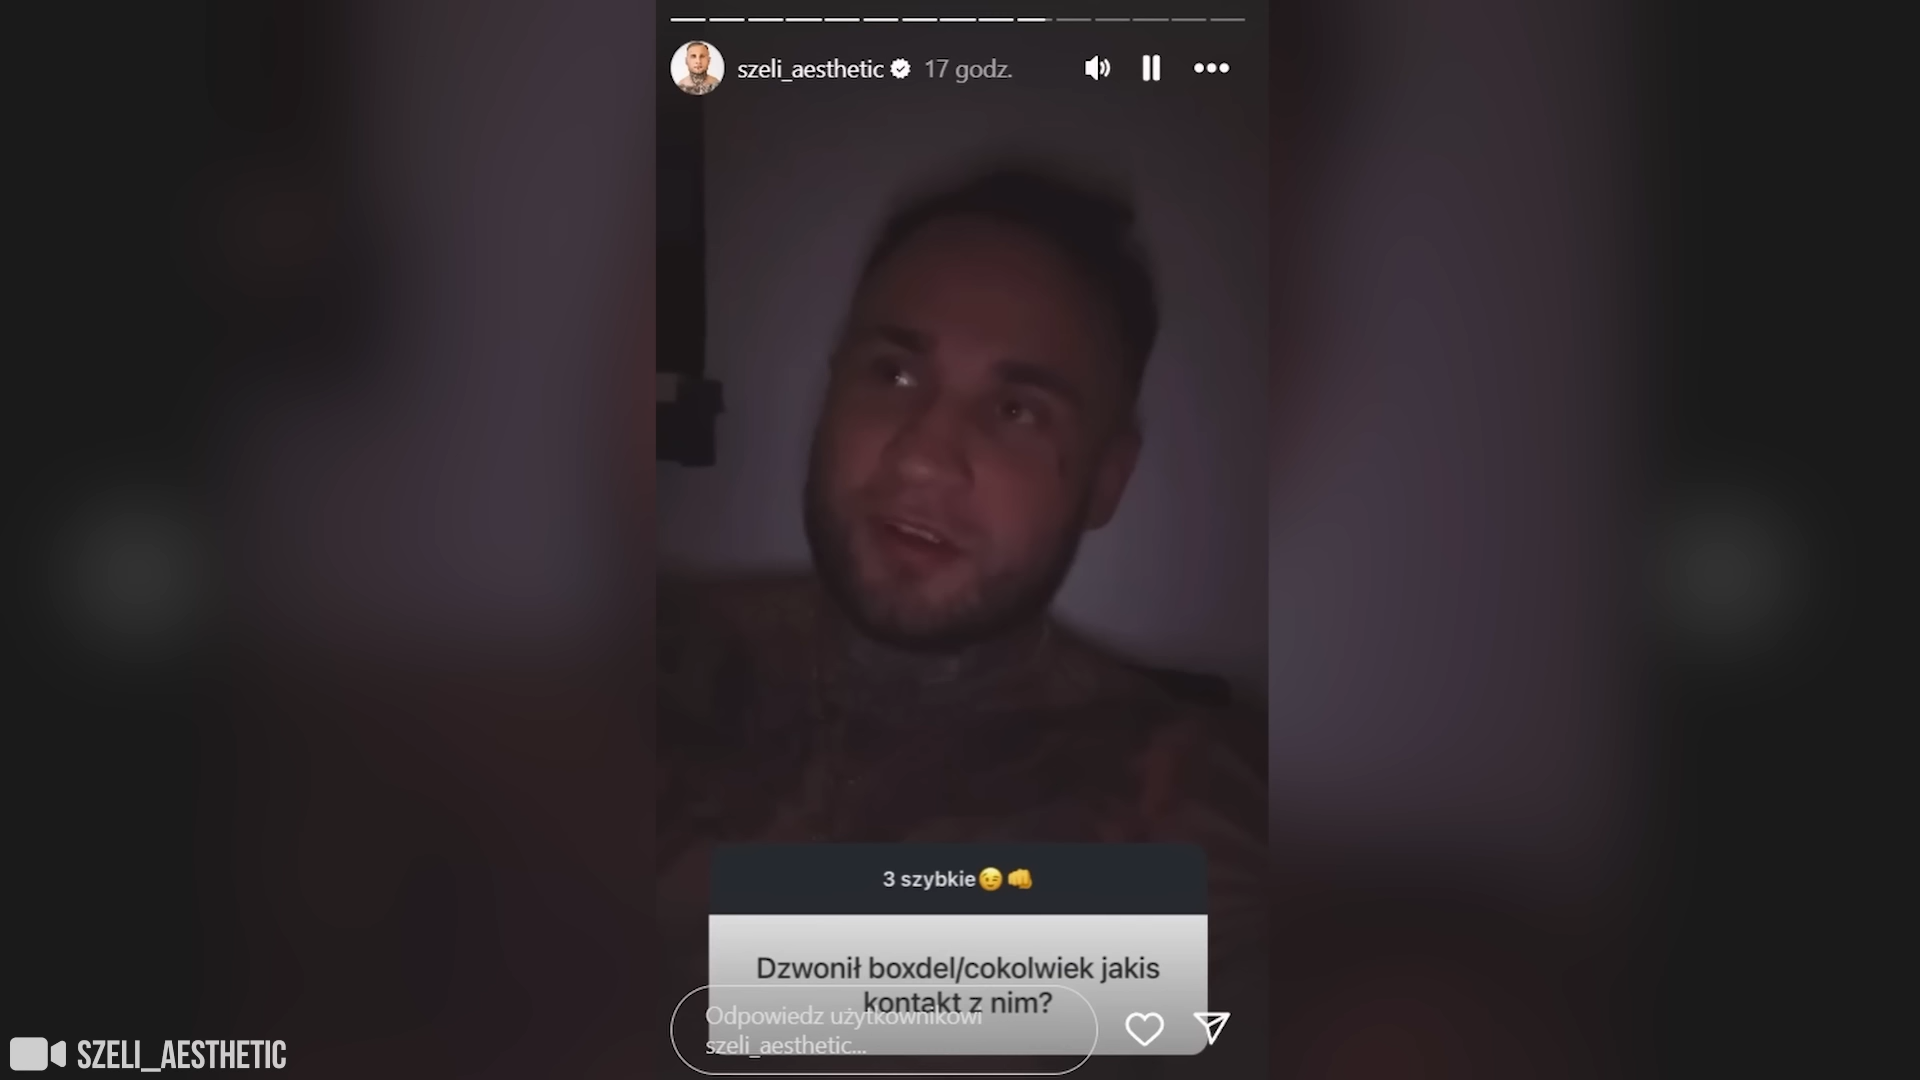 szeli_aesthetic 17 godz.
3 szybkie😉👊
Dzwonił boxdel/cokolwiek jakis
kontakt z nim?
Odpowiedz użytkownikowi
szeli_aesthetic...
SZELI_AESTHETIC